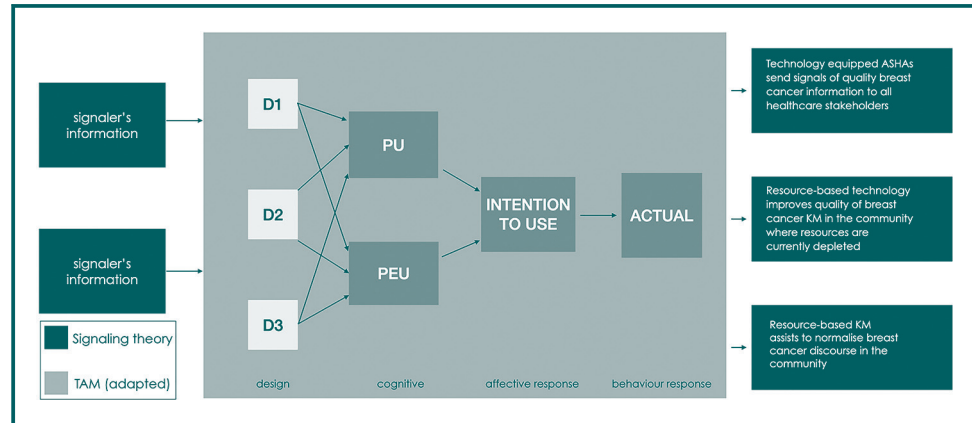 signaler's
information
signaler's
information
Signaling theory
TAM (adapted)
D1
D2
D3
design
PU
PEU
cognitive
INTENTION
TO USE
affective response
ACTUAL
behaviour response
Technology equipped ASHAs
send signals of quality breast
cancer information to all
healthcare stakeholders
Resource-based technology
improves quality of breast
cancer KM in the community
where resources are
currently depleted
Resource-based KM
assists to normalise breast
cancer discourse in the
community